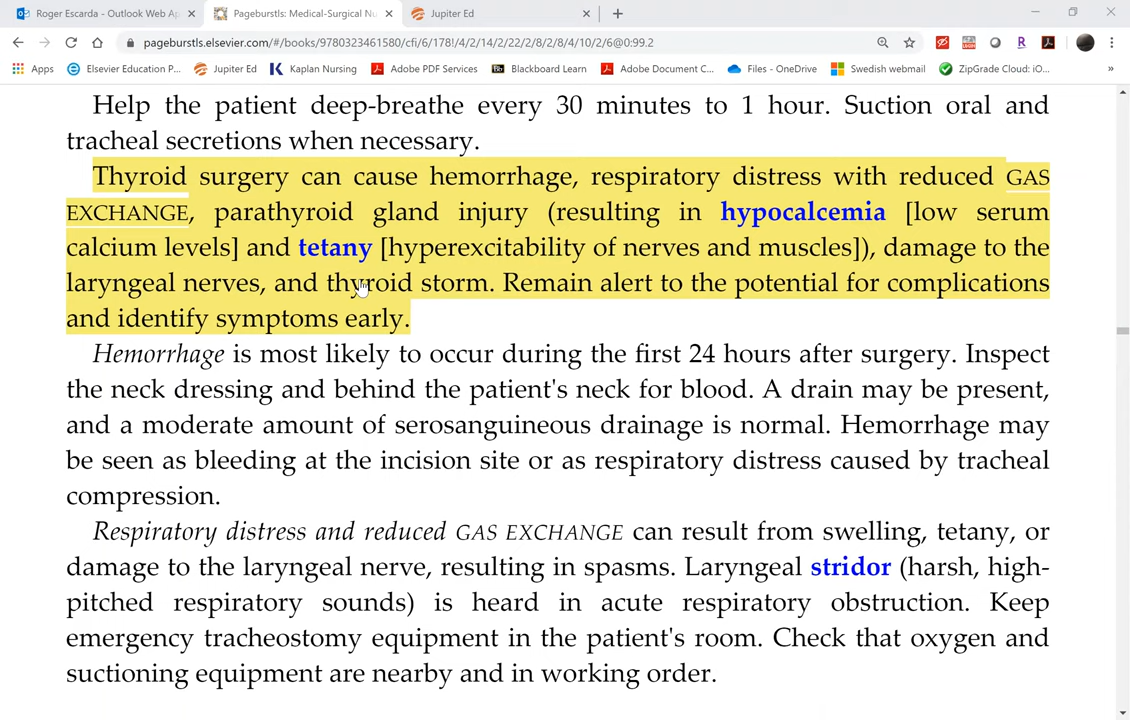 Roger Escarda - Outlook Web Ap
Pageburstls: Medical-Surgical Nu
Jupiter Ed
pageburstls.elsevier.com/#/books/9780323461580/cfi/6/178!/4/2/14/2/22/2/8/2/8/4/10/2/6@0:99.2
Apps
Elsevier Education P...
Jupiter Ed
Kaplan Nursing
Adobe PDF Services
Blackboard Learn
Adobe Document C...
Files - OneDrive
Swedish webmail
ZipGrade Cloud: iO...
»
Help the patient deep-breathe every 30 minutes to 1 hour. Suction oral and
tracheal secretions when necessary.
Thyroid surgery can cause hemorrhage, respiratory distress with reduced GAS
EXCHANGE, parathyroid gland injury (resulting in hypocalcemia [low serum
calcium levels] and tetany [hyperexcitability of nerves and muscles]), damage to the
laryngeal nerves, and thyroid storm. Remain alert to the potential for complications
and identify symptoms early.
Hemorrhage is most likely to occur during the first 24 hours after surgery. Inspect
the neck dressing and behind the patient's neck for blood. A drain may be present,
and a moderate amount of serosanguineous drainage is normal. Hemorrhage may
be seen as bleeding at the incision site or as respiratory distress caused by tracheal
compression.
Respiratory distress and reduced GAS EXCHANGE can result from swelling, tetany, or
damage to the laryngeal nerve, resulting in spasms. Laryngeal stridor (harsh, high-
pitched respiratory sounds) is heard in acute respiratory obstruction. Keep
emergency tracheostomy equipment in the patient's room. Check that oxygen and
suctioning equipment are nearby and in working order.